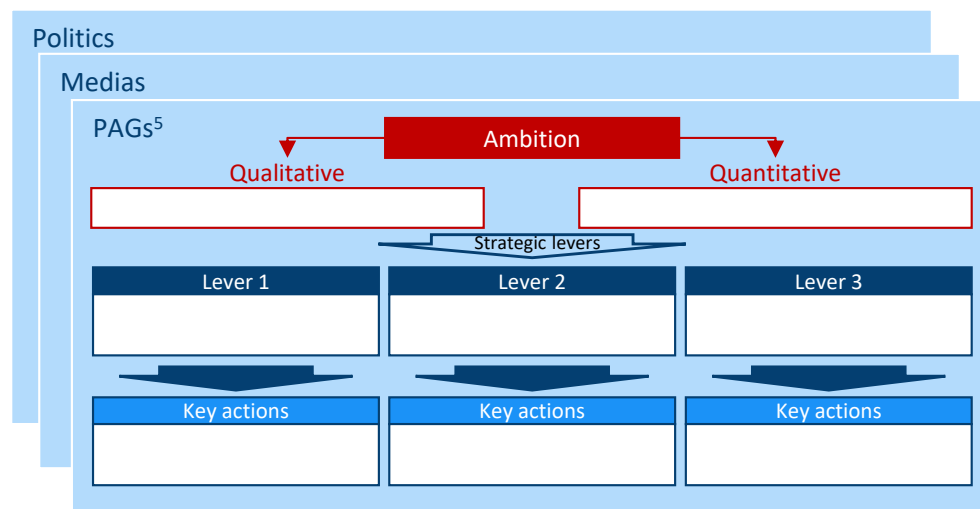 Politics
Medias
PAGs⁵
Ambition
Qualitative
Quantitative
Strategic levers
Lever 1
Lever 2
Lever 3
Key actions
Key actions
Key actions